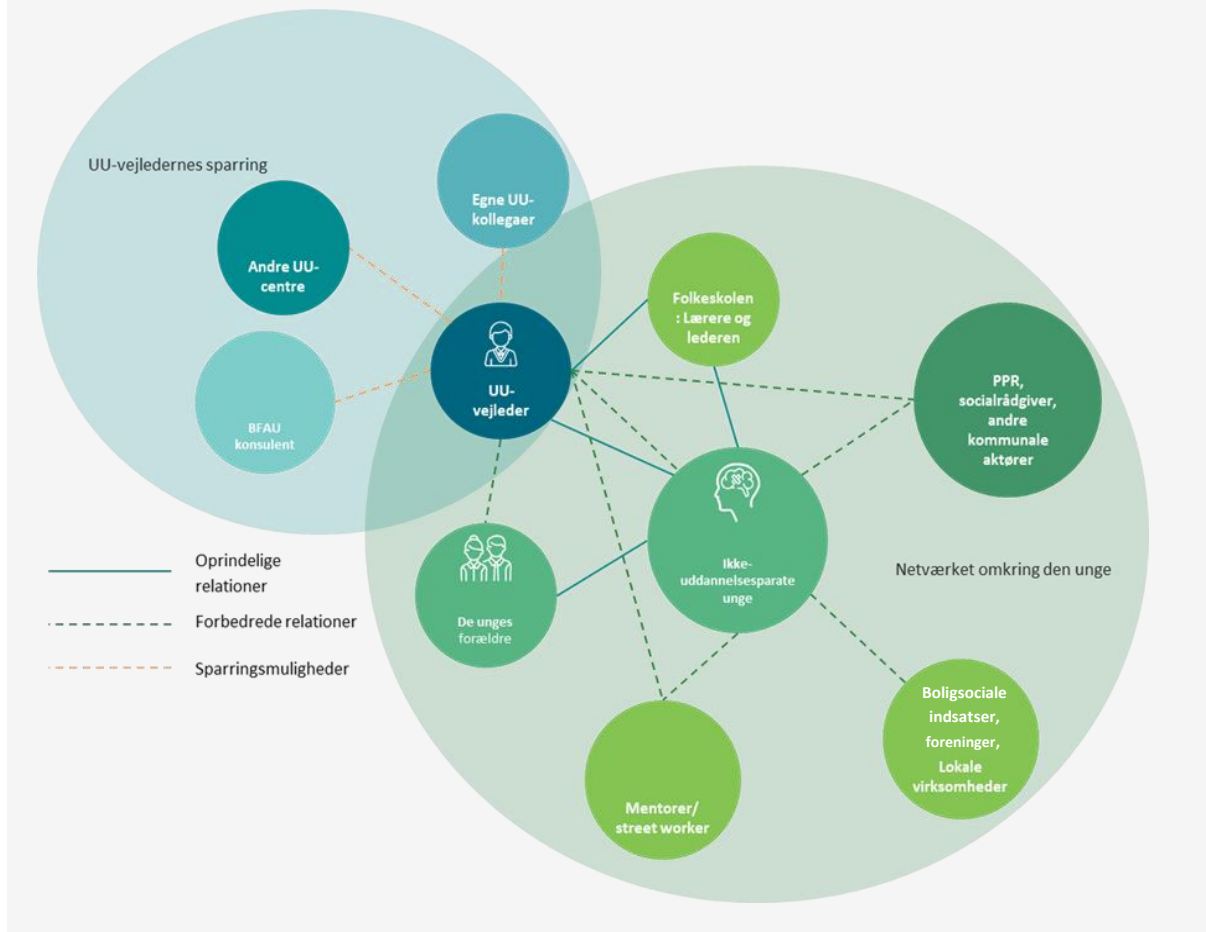 UU-vejledernes sparring
Egne UU-
kollegaer
Andre UU-
centre
BFAU
konsulent
UU-
vejleder
Folkeskolen
: Lærere og
lederen
PPR,
socialrådgiver,
andre
kommunale
aktører
Ikke-
uddannelsesparate
unge
Netværket omkring den unge
De unges
forældre
Oprindelige
relationer
Forbedrede relationer
Sparringsmuligheder
Boligsociale
indsatser,
foreninger,
Lokale
virksomheder
Mentorer/
street worker